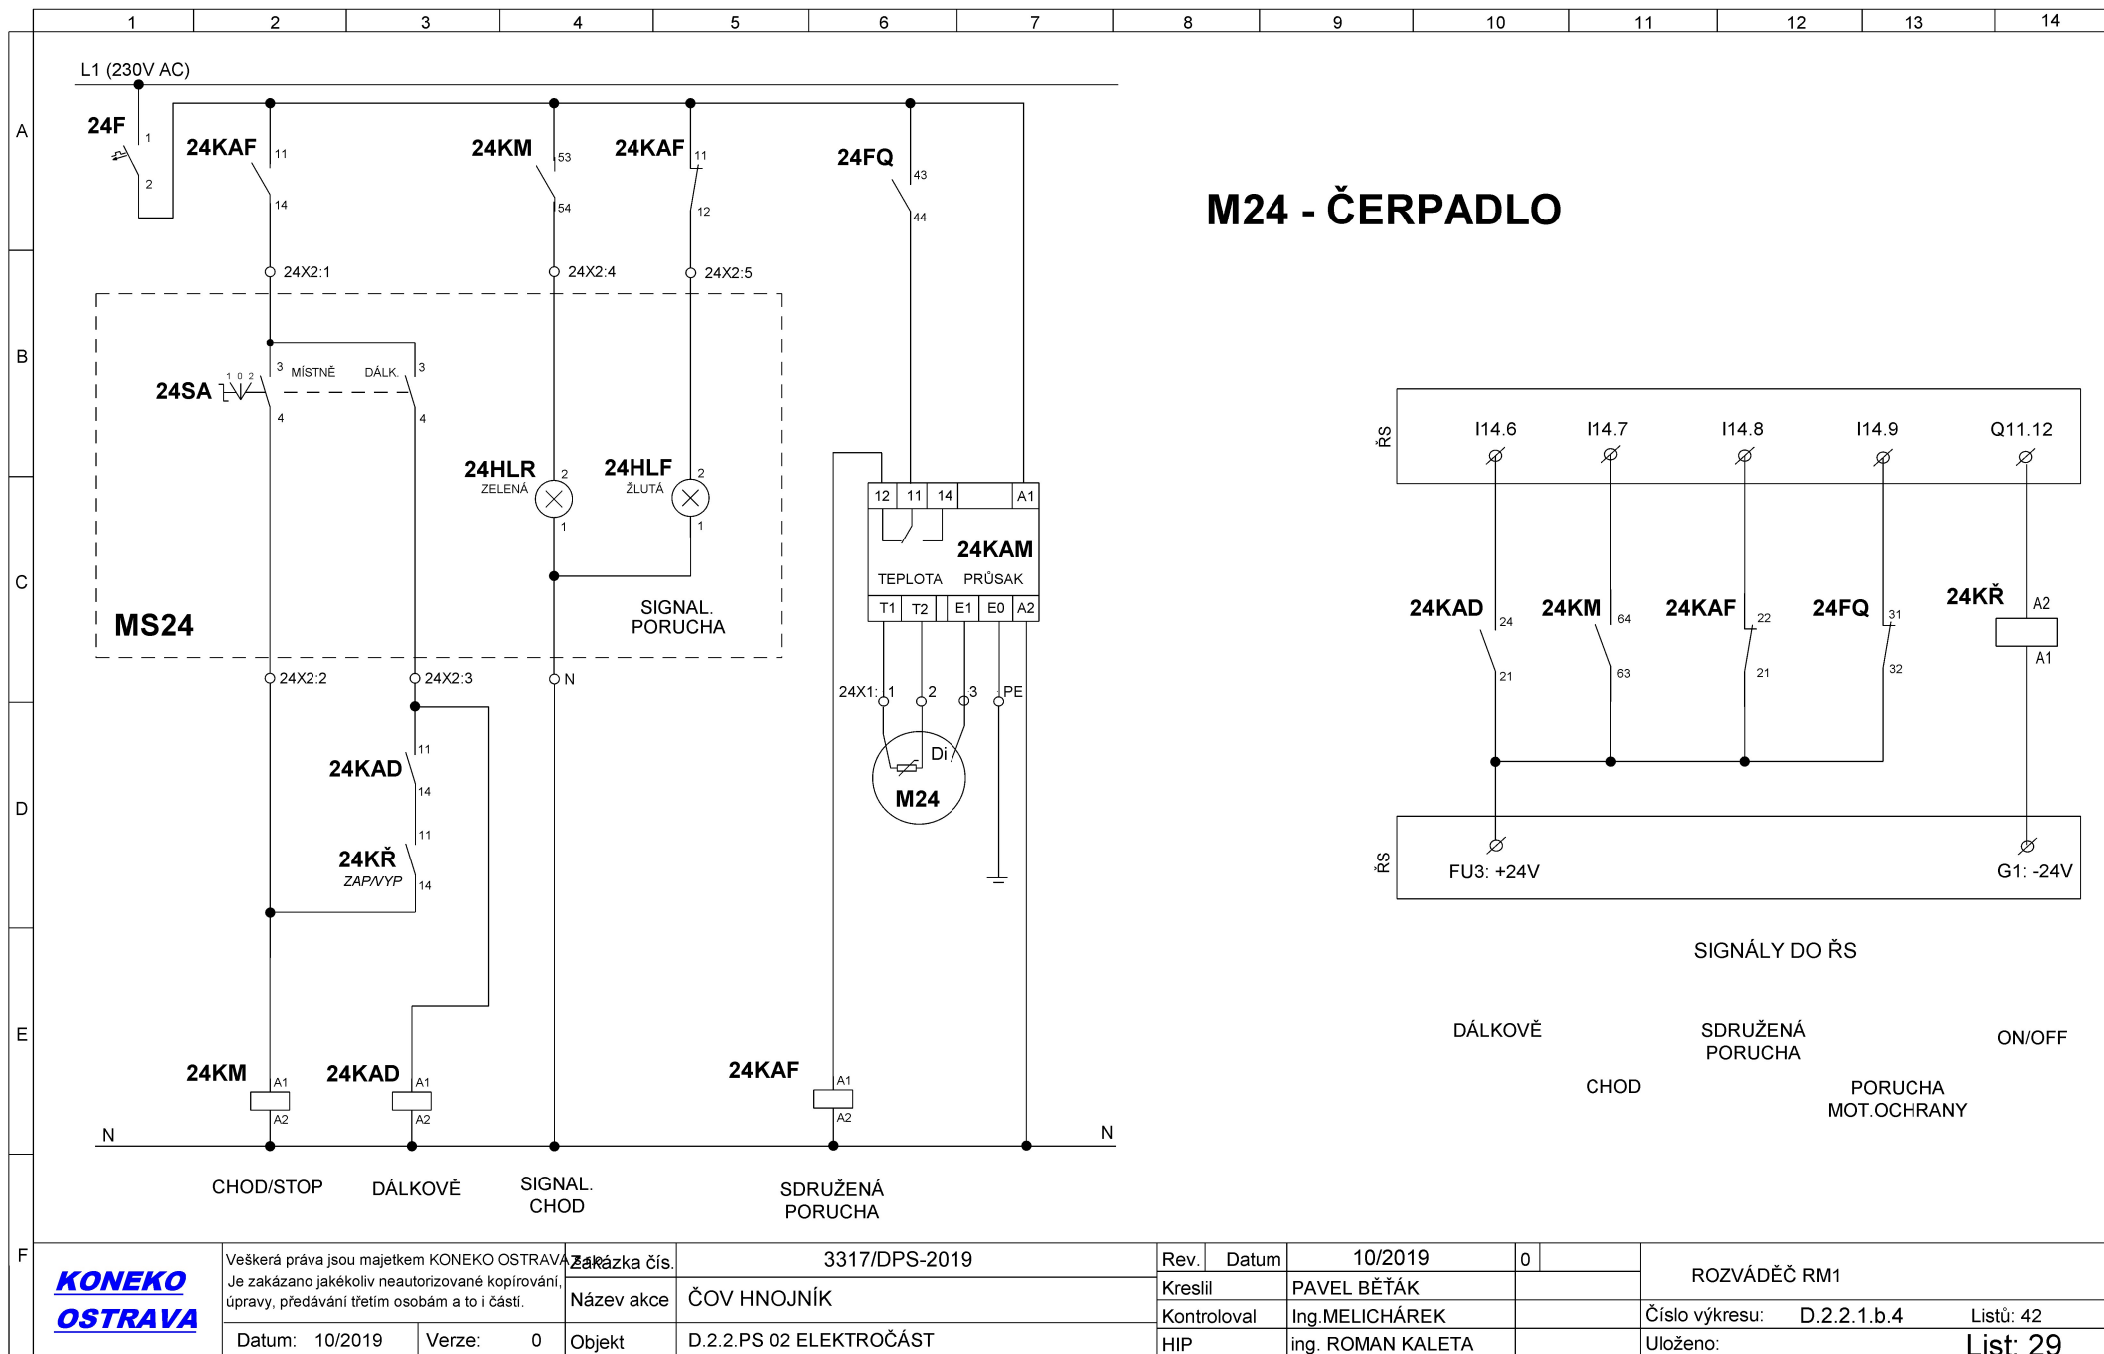 1 2 3 4 5 6 7 8 9 10 11 12 13 14
A
B
C
D
E
F
L1 (230V AC)
24F
1
2
24KAF
11
14
24KM
53
54
24KAF
11
12
24FQ
43
44
M24 - ČERPADLO
24X2:1
24X2:4
24X2:5
24SA
1 0 2
3
MÍSTNĚ
DÁLK.
3
4
4
24HLR
ZELENÁ
2
1
24HLF
ŽLUTÁ
2
1
12 11 14 A1
24KAM
TEPLOTA PRŮSAK
T1 T2 E1 E0 A2
SIGNAL.
PORUCHA
MS24
24X2:2
24X2:3
N
24X1: 1 2 3 PE
Di
M24
24KAD
11
14
24KŘ
ZAP/VYP
11
14
24KM
A1
A2
24KAD
A1
A2
24KAF
A1
A2
N
N
CHOD/STOP
DÁLKOVĚ
SIGNAL.
CHOD
SDRUŽENÁ
PORUCHA
ŘS
I14.6 I14.7 I14.8 I14.9 Q11.12
24KAD
24
21
24KM
64
63
24KAF
22
21
24FQ
31
32
24KŘ
A2
A1
ŘS
FU3: +24V
G1: -24V
SIGNÁLY DO ŘS
DÁLKOVĚ
CHOD
SDRUŽENÁ
PORUCHA
PORUCHA
MOT.OCHRANY
ON/OFF
KONEKO
OSTRAVA
Veškerá práva jsou majetkem KONEKO OSTRAVA
Je zakázano jakékoliv neautorizované kopírování,
úpravy, předávání třetím osobám a to i částí.
Datum: 10/2019 Verze: 0
Zakázka čís. 3317/DPS-2019
Název akce ČOV HNOJNÍK
Objekt D.2.2.PS 02 ELEKTROČÁST
Rev. Datum 10/2019 0
Kreslil PAVEL BĚŤÁK
Kontroloval Ing.MELICHÁREK
HIP ing. ROMAN KALETA
ROZVÁDĚČ RM1
Číslo výkresu: D.2.2.1.b.4 Listů: 42
Uloženo: List: 29